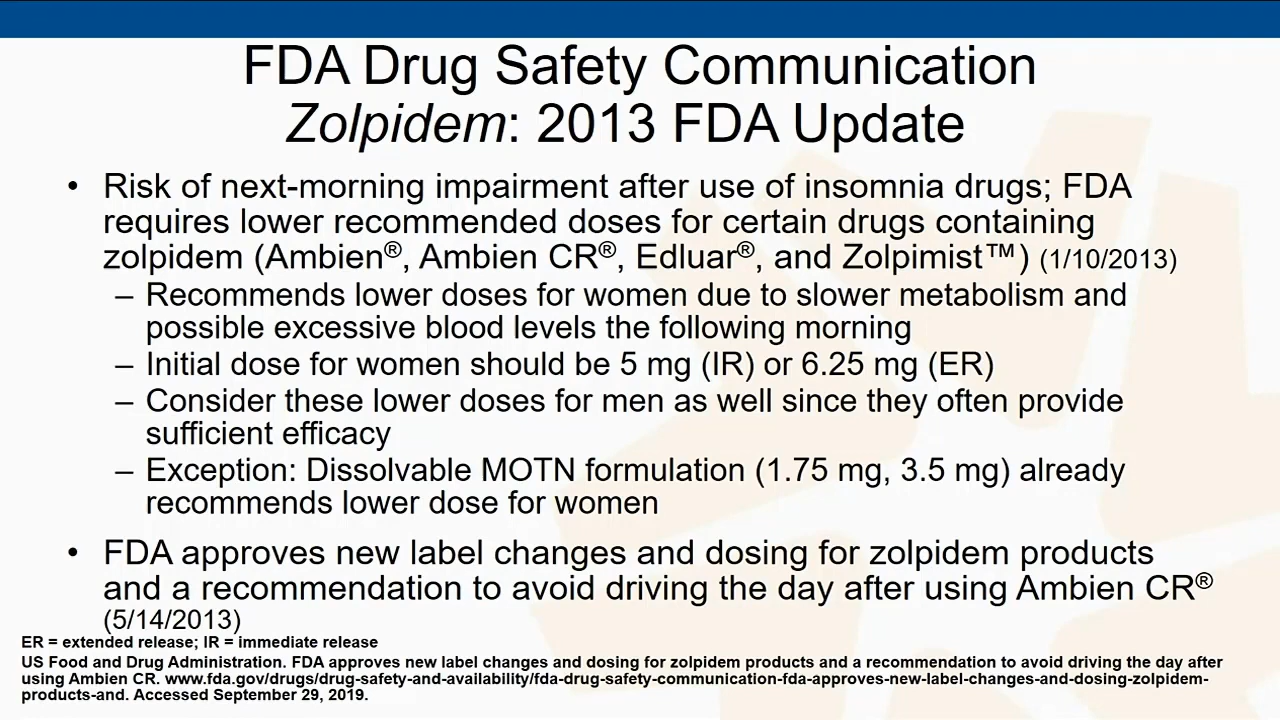 FDA Drug Safety Communication
Zolpidem: 2013 FDA Update
• Risk of next-morning impairment after use of insomnia drugs; FDA
requires lower recommended doses for certain drugs containing
zolpidem (Ambien®, Ambien CR®, Edluar®, and Zolpimist™) (1/10/2013)
– Recommends lower doses for women due to slower metabolism and
possible excessive blood levels the following morning
– Initial dose for women should be 5 mg (IR) or 6.25 mg (ER)
– Consider these lower doses for men as well since they often provide
sufficient efficacy
– Exception: Dissolvable MOTN formulation (1.75 mg, 3.5 mg) already
recommends lower dose for women
• FDA approves new label changes and dosing for zolpidem products
and a recommendation to avoid driving the day after using Ambien CR®
(5/14/2013)
ER = extended release; IR = immediate release
US Food and Drug Administration. FDA approves new label changes and dosing for zolpidem products and a recommendation to avoid driving the day after
using Ambien CR. www.fda.gov/drugs/drug-safety-and-availability/fda-drug-safety-communication-fda-approves-new-label-changes-and-dosing-zolpidem-
products-and. Accessed September 29, 2019.